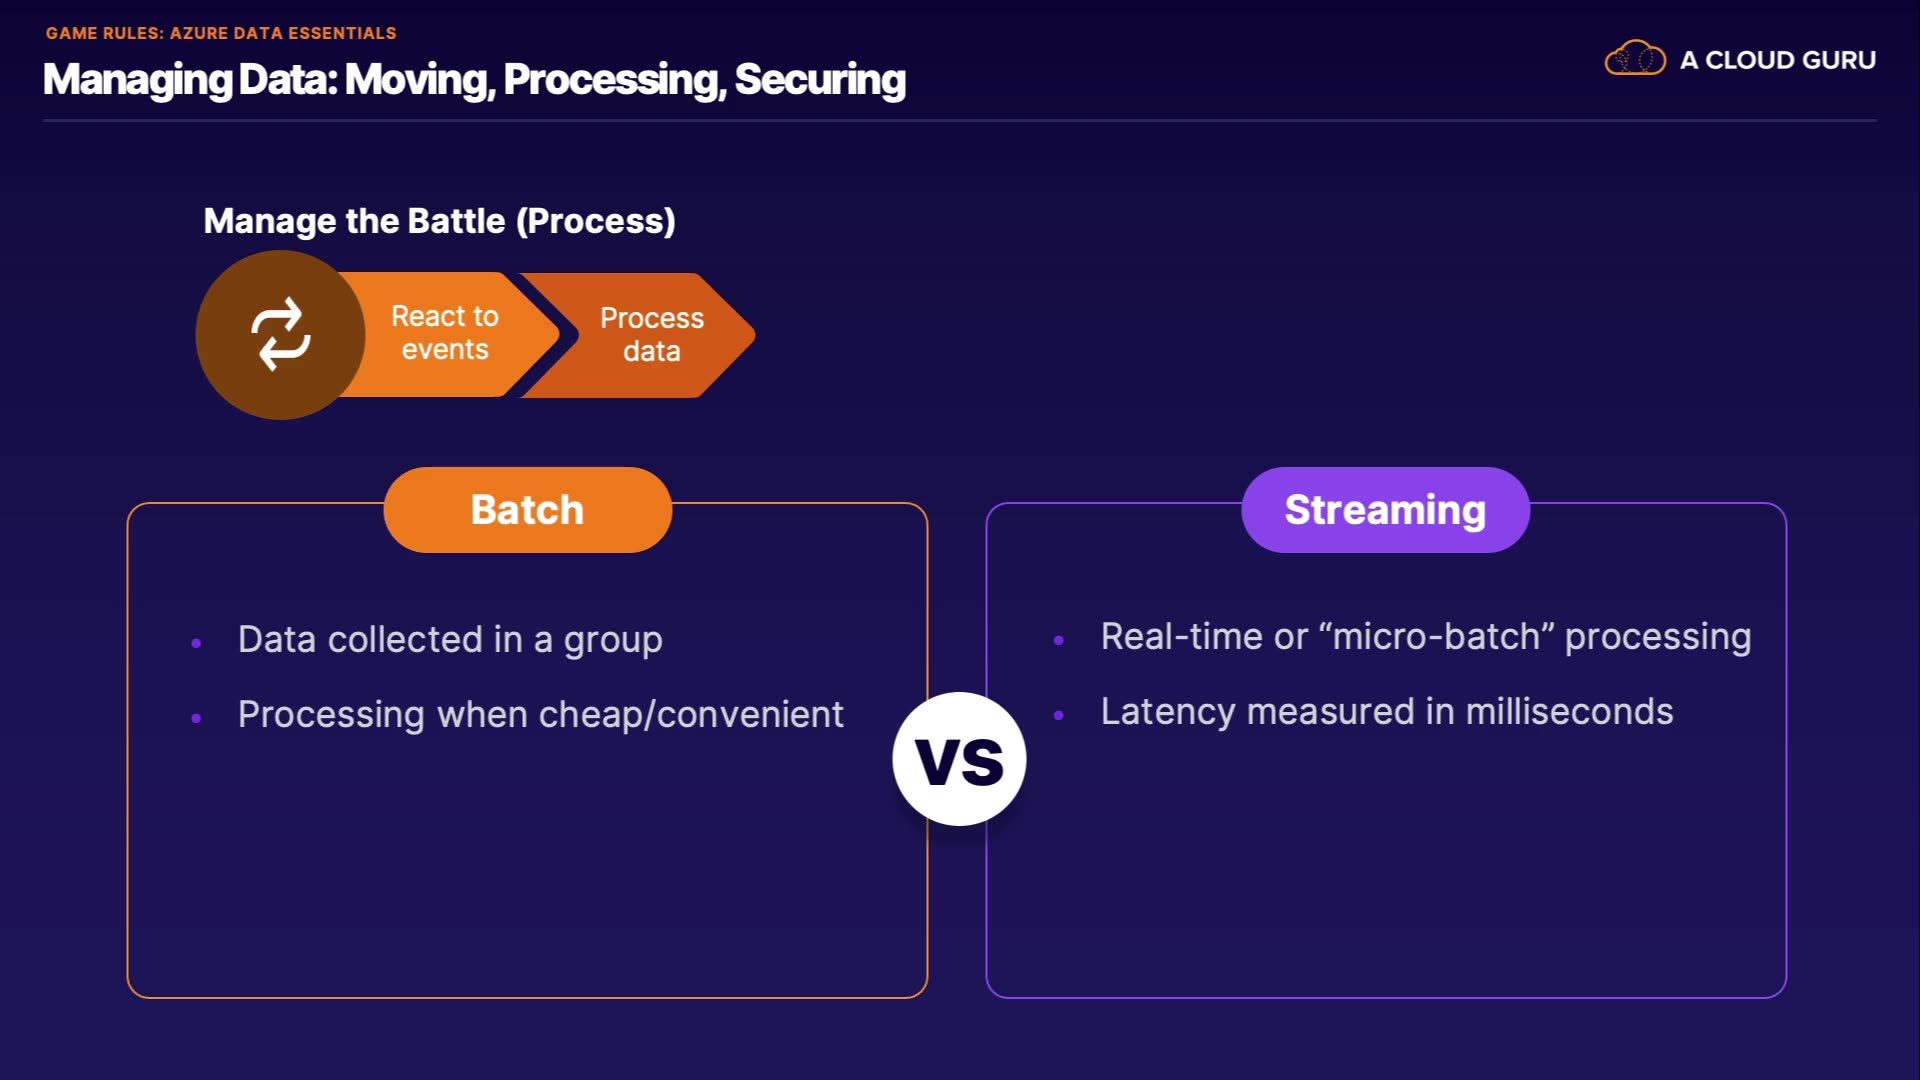 GAME RULES: AZURE DATA ESSENTIALS
Managing Data: Moving, Processing, Securing
A CLOUD GURU
Manage the Battle (Process)
React to
events
Process
data
Batch
Data collected in a group
Processing when cheap/convenient
VS
Streaming
Real-time or “micro-batch” processing
Latency measured in milliseconds